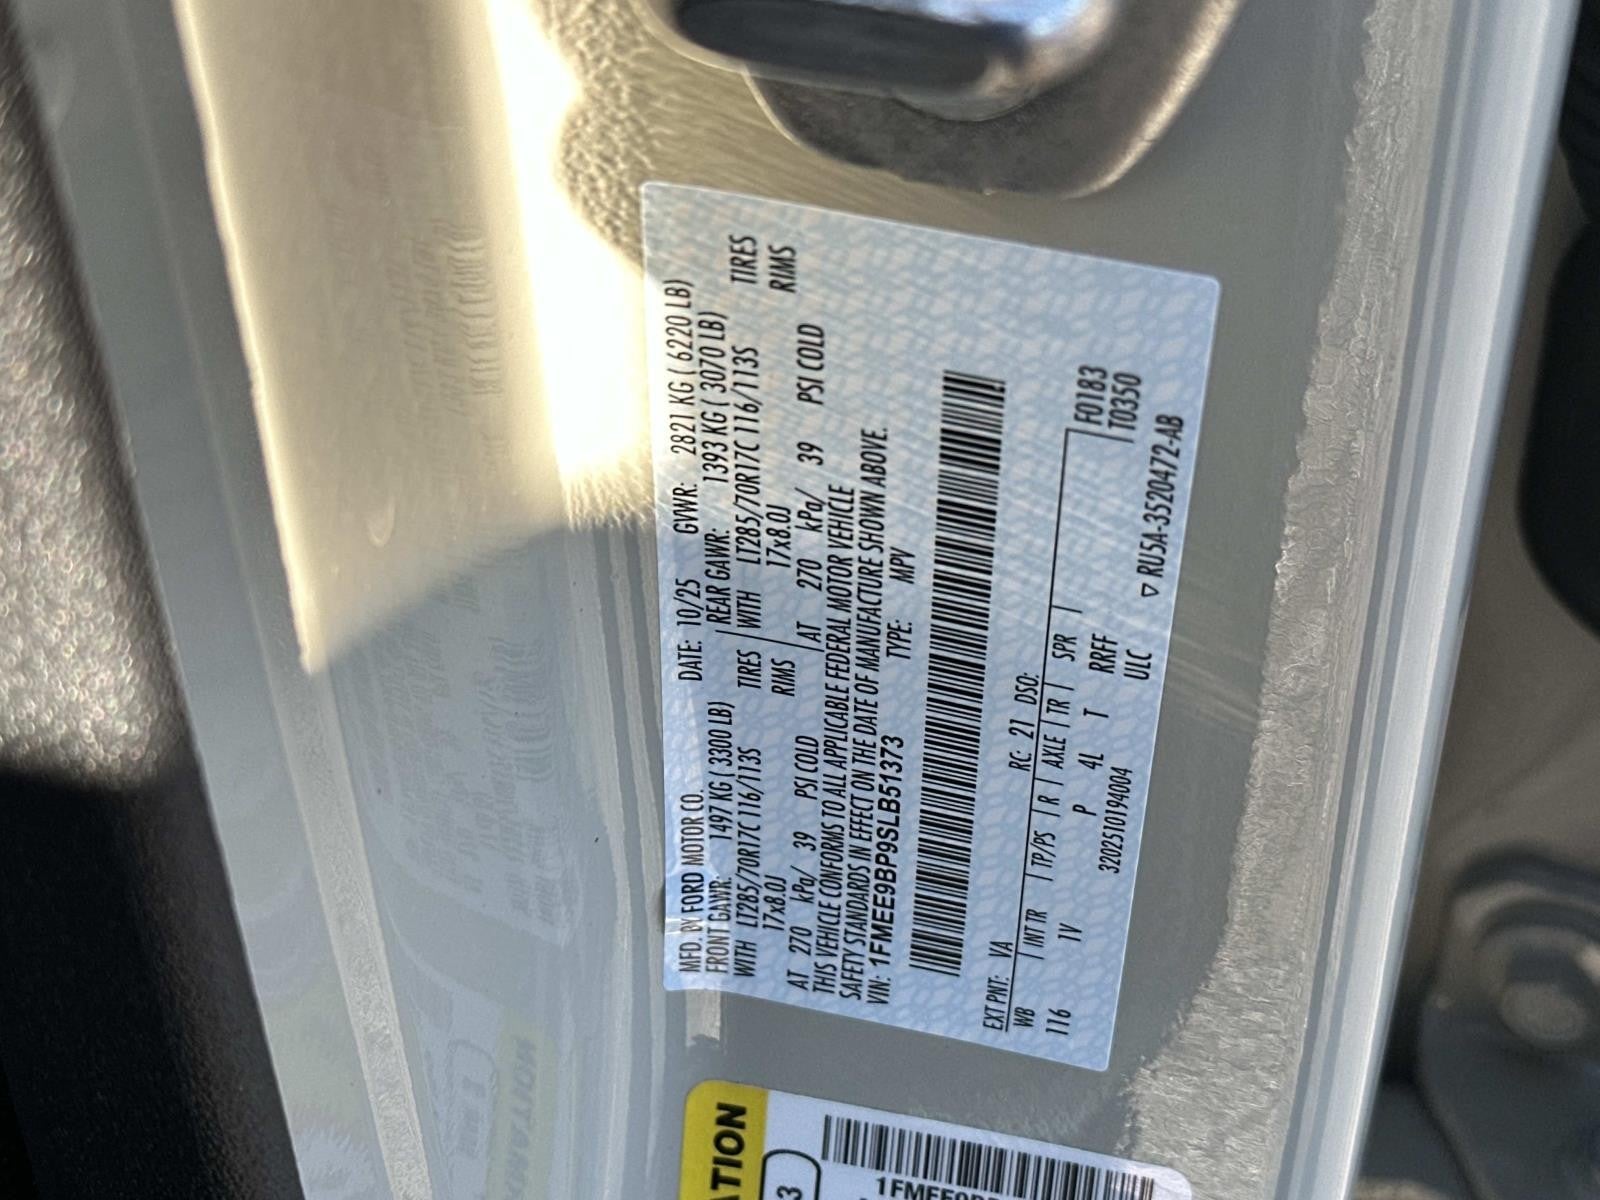 MFD. BY FORD MOTOR CO. DATE: 10/25 GVWR: 2821 KG ( 6220 LB)
FRONT GAWR: 1497 KG ( 3300 LB) REAR GAWR: 1393 KG ( 3070 LB)
WITH LT285/70R17C 116/113S TIRES WITH LT285/70R17C 116/113S TIRES
17x8.0J RIMS 17x8.0J RIMS
AT 270 kPa/ 39 PSI COLD AT 270 kPa/ 39 PSI COLD
THIS VEHICLE CONFORMS TO ALL APPLICABLE FEDERAL MOTOR VEHICLE
SAFETY STANDARDS IN EFFECT ON THE DATE OF MANUFACTURE SHOWN ABOVE.
VIN: 1FMEE9BP9SLB51373 TYPE: MPV
EXT PNT: VA RC: 21 DSO:
WB INT TR TP/PS R AXLE TR SPR F0183
116 1V P 4L T RRFF T0350
3202510194004 ULC ▽ RU5A-3520472-AB
ATION
3